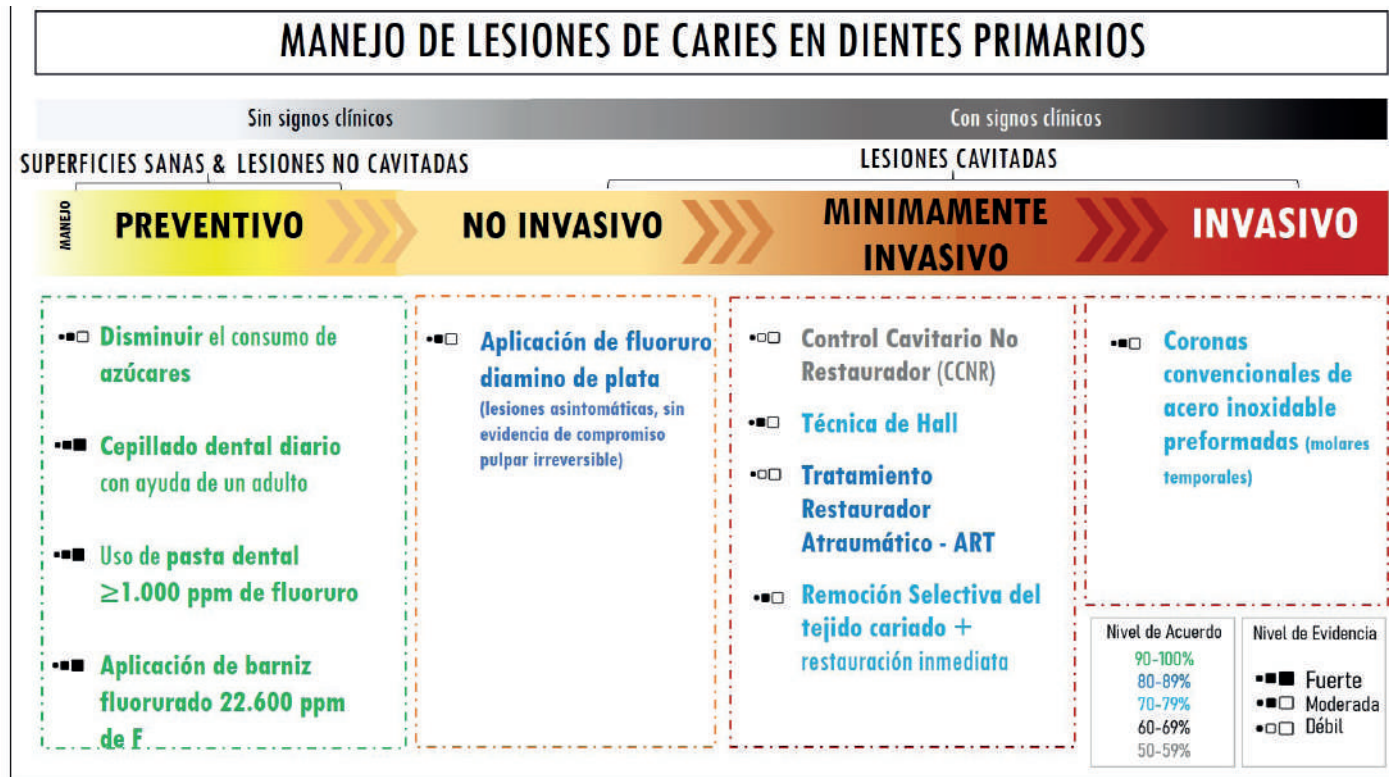 MANEJO DE LESIONES DE CARIES EN DIENTES PRIMARIOS
Sin signos clínicos
Con signos clínicos
SUPERFICIES SANAS & LESIONES NO CAVITADAS
LESIONES CAVITADAS
MANEJO
PREVENTIVO
NO INVASIVO
MINIMAMENTE
INVASIVO
INVASIVO
Disminuir el consumo de
azúcares
Cepillado dental diario
con ayuda de un adulto
Uso de pasta dental
≥1.000 ppm de fluoruro
Aplicación de barniz
fluorurado 22.600 ppm
de F
Aplicación de fluoruro
diamino de plata
(lesiones asintomáticas, sin
evidencia de compromiso
pulpar irreversible)
Control Cavitario No
Restaurador (CCNR)
Técnica de Hall
Tratamiento
Restaurador
Atraumático - ART
Remoción Selectiva del
tejido cariado +
restauración inmediata
Coronas
convencionales de
acero inoxidable
preformadas (molares
temporales)
Nivel de Acuerdo
90-100%
80-89%
70-79%
60-69%
50-59%
Nivel de Evidencia
Fuerte
Moderada
Débil